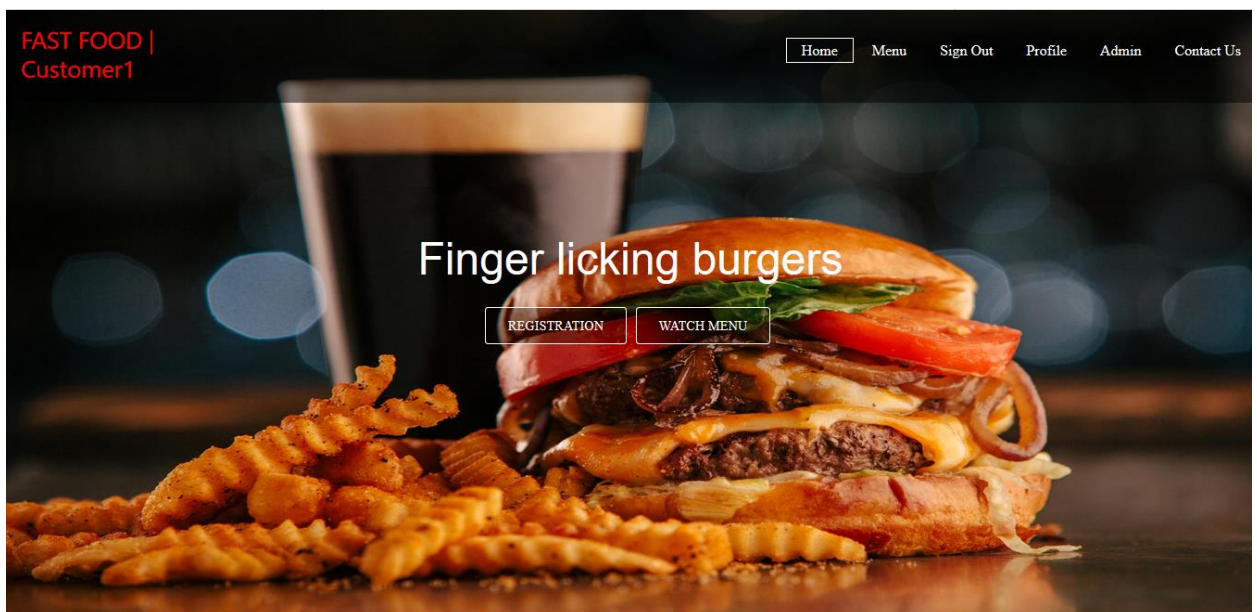 FAST FOOD |
Customer1
Home Menu Sign Out Profile Admin Contact Us
Finger licking burgers
REGISTRATION WATCH MENU